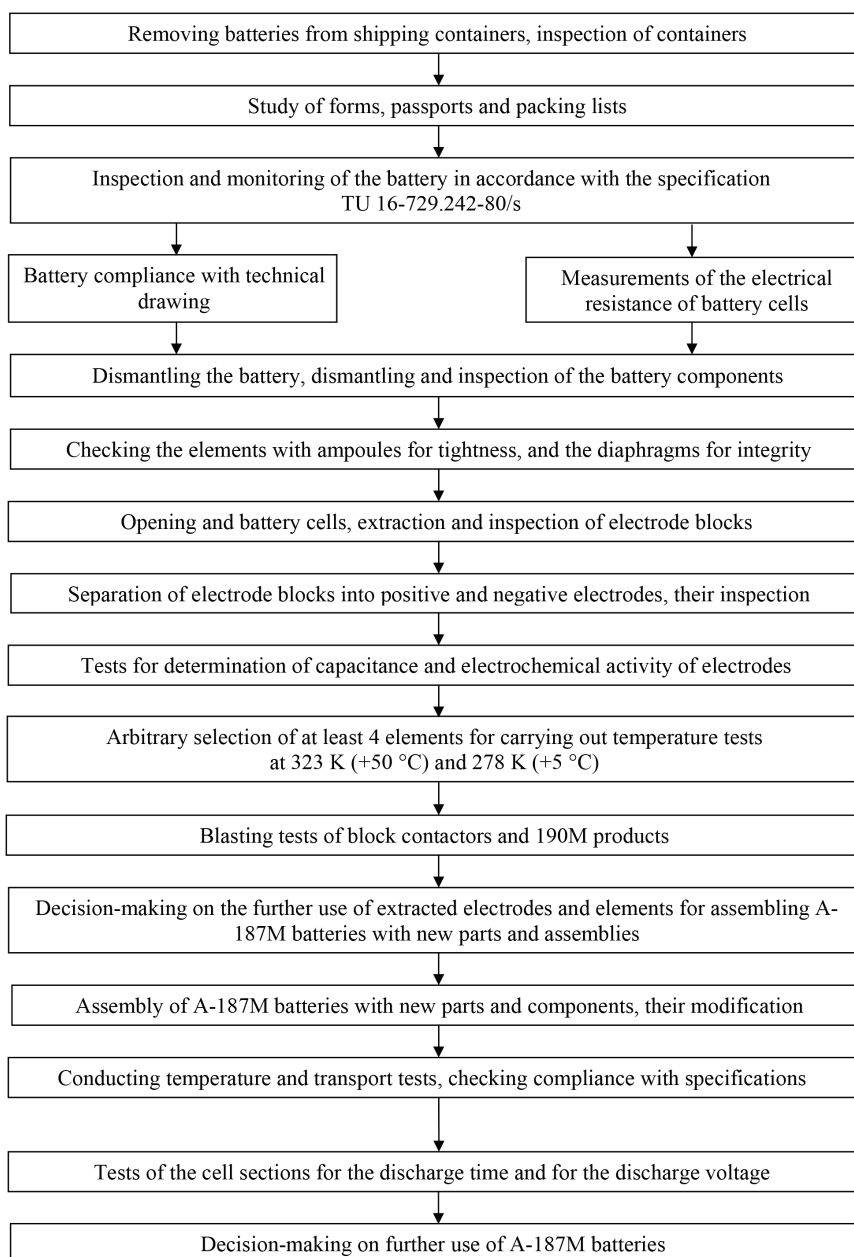 Removing batteries from shipping containers, inspection of containers
Study of forms, passports and packing lists
Inspection and monitoring of the battery in accordance with the specification
TU 16-729.242-80/s
Battery compliance with technical
drawing
Measurements of the electrical
resistance of battery cells
Dismantling the battery, dismantling and inspection of the battery components
Checking the elements with ampoules for tightness, and the diaphragms for integrity
Opening and battery cells, extraction and inspection of electrode blocks
Separation of electrode blocks into positive and negative electrodes, their inspection
Tests for determination of capacitance and electrochemical activity of electrodes
Arbitrary selection of at least 4 elements for carrying out temperature tests
at 323 K (+50 °C) and 278 K (+5 °C)
Blasting tests of block contactors and 190M products
Decision-making on the further use of extracted electrodes and elements for assembling A-
187M batteries with new parts and assemblies
Assembly of A-187M batteries with new parts and components, their modification
Conducting temperature and transport tests, checking compliance with specifications
Tests of the cell sections for the discharge time and for the discharge voltage
Decision-making on further use of A-187M batteries